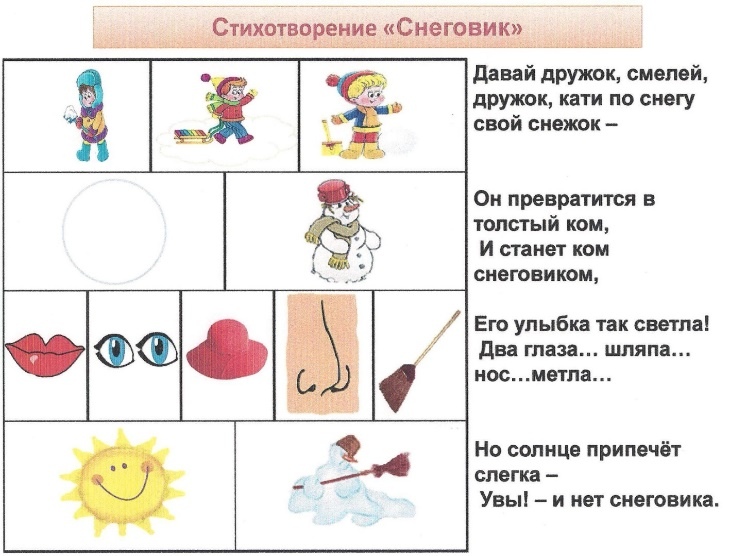 Стихотворение «Снеговик»
Давай дружок, смелей,
дружок, кати по снегу
свой снежок –
Он превратится в
толстый ком,
И станет ком
снеговиком,
Его улыбка так светла!
Два глаза… шляпа…
нос…метла…
Но солнце припечёт
слегка –
Увы! – и нет снеговика.